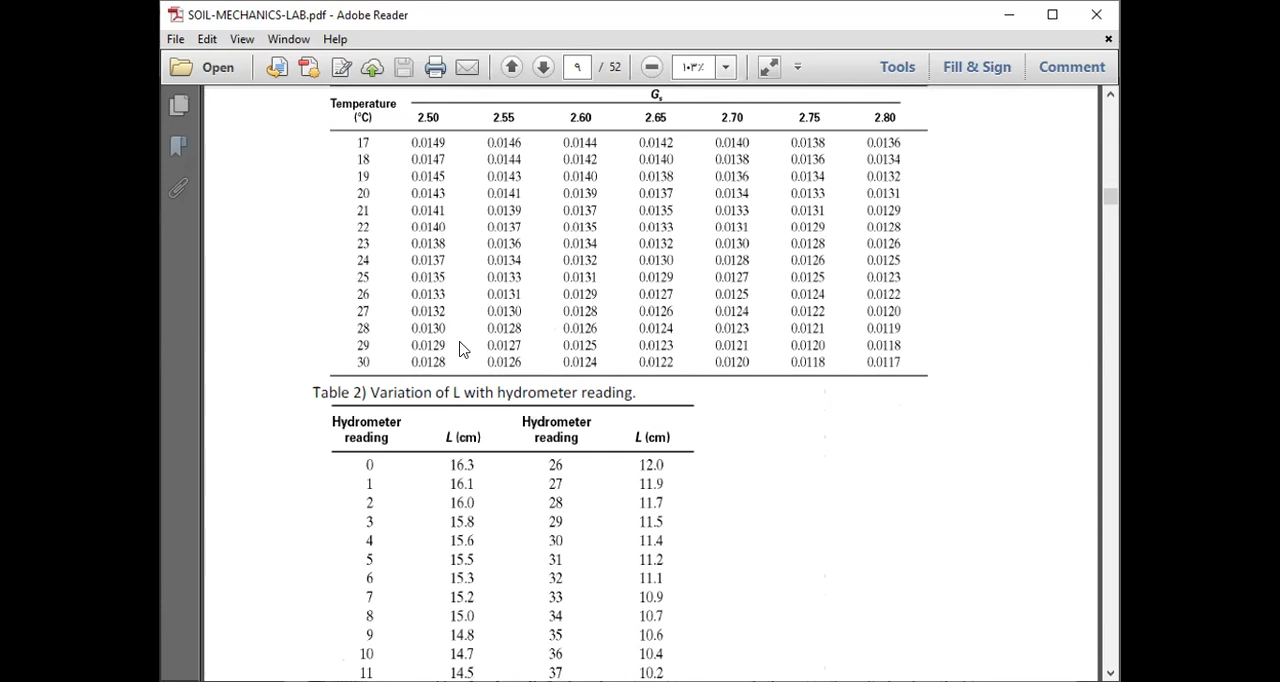 SOIL-MECHANICS-LAB.pdf - Adobe Reader
File Edit View Window Help
Open ٩ / 52 ١٠٣٪ Tools Fill & Sign Comment
Temperature (°C) Gs
2.50 2.55 2.60 2.65 2.70 2.75 2.80
17 0.0149 0.0146 0.0144 0.0142 0.0140 0.0138 0.0136
18 0.0147 0.0144 0.0142 0.0140 0.0138 0.0136 0.0134
19 0.0145 0.0143 0.0140 0.0138 0.0136 0.0134 0.0132
20 0.0143 0.0141 0.0139 0.0137 0.0134 0.0133 0.0131
21 0.0141 0.0139 0.0137 0.0135 0.0133 0.0131 0.0129
22 0.0140 0.0137 0.0135 0.0133 0.0131 0.0129 0.0128
23 0.0138 0.0136 0.0134 0.0132 0.0130 0.0128 0.0126
24 0.0137 0.0134 0.0132 0.0130 0.0128 0.0126 0.0125
25 0.0135 0.0133 0.0131 0.0129 0.0127 0.0125 0.0123
26 0.0133 0.0131 0.0129 0.0127 0.0125 0.0124 0.0122
27 0.0132 0.0130 0.0128 0.0126 0.0124 0.0122 0.0120
28 0.0130 0.0128 0.0126 0.0124 0.0123 0.0121 0.0119
29 0.0129 0.0127 0.0125 0.0123 0.0121 0.0120 0.0118
30 0.0128 0.0126 0.0124 0.0122 0.0120 0.0118 0.0117
Table 2) Variation of L with hydrometer reading.
Hydrometer reading L (cm) Hydrometer reading L (cm)
0 16.3 26 12.0
1 16.1 27 11.9
2 16.0 28 11.7
3 15.8 29 11.5
4 15.6 30 11.4
5 15.5 31 11.2
6 15.3 32 11.1
7 15.2 33 10.9
8 15.0 34 10.7
9 14.8 35 10.6
10 14.7 36 10.4
11 14.5 37 10.2